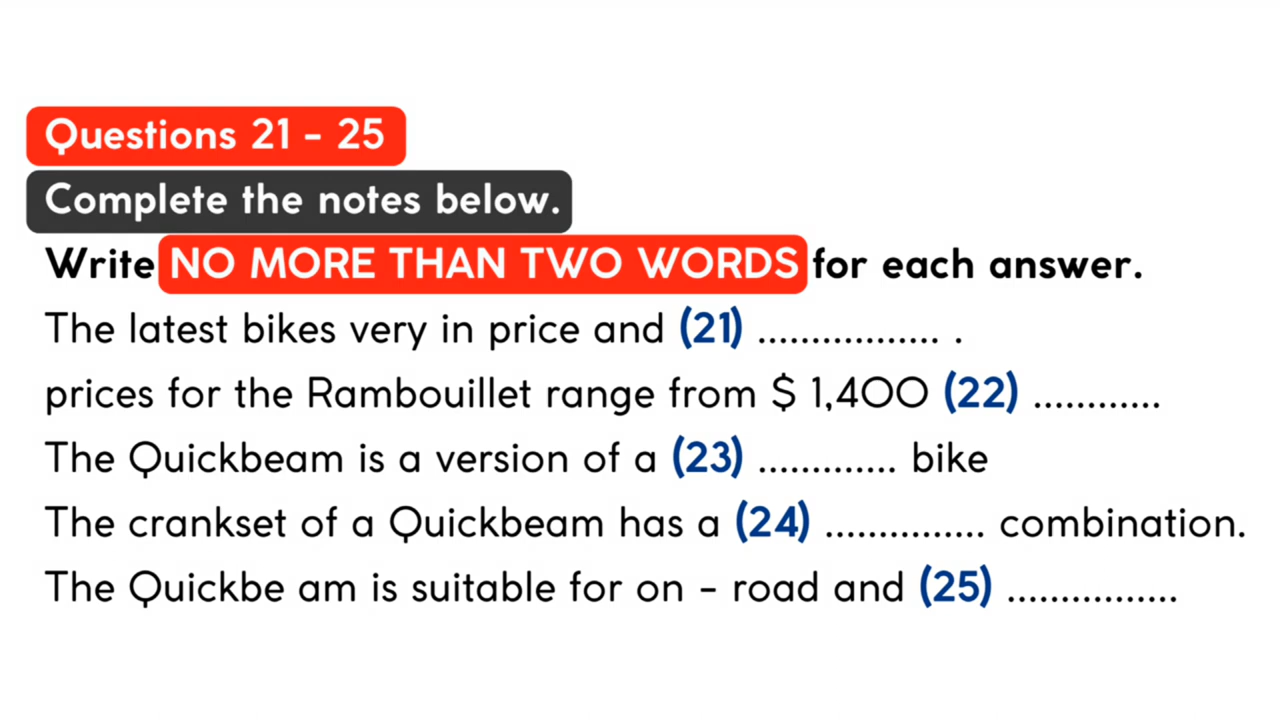 Questions 21 - 25
Complete the notes below.
Write NO MORE THAN TWO WORDS for each answer.
The latest bikes very in price and (21) ................. .
prices for the Rambouillet range from $ 1,400 (22) ............
The Quickbeam is a version of a (23) ............. bike
The crankset of a Quickbeam has a (24) ............... combination.
The Quickbe am is suitable for on - road and (25) ................